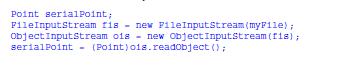 Point serialPoint;
FileInputStream fis = new FileInputStream(myFile);
ObjectInputStream ois = new ObjectInputStream(fis);
serialPoint = (Point)ois.readObject();